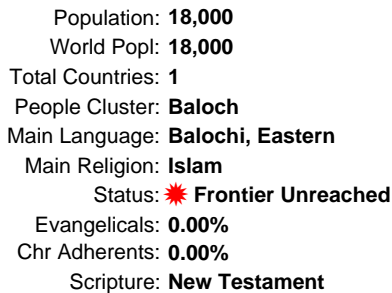 Population: 18,000
World Popl: 18,000
Total Countries: 1
People Cluster: Baloch
Main Language: Balochi, Eastern
Main Religion: Islam
Status: Frontier Unreached
Evangelicals: 0.00%
Chr Adherents: 0.00%
Scripture: New Testament